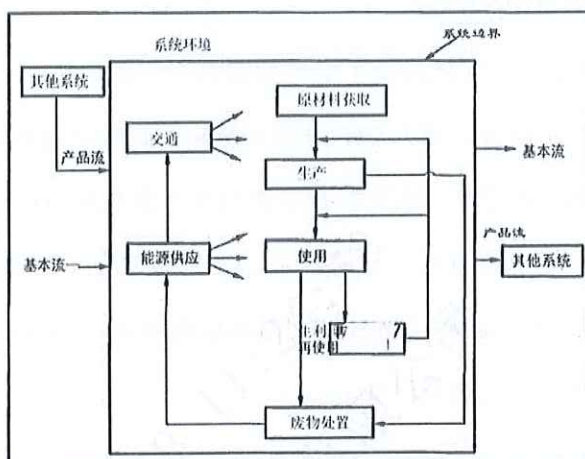 系统环境
系统边界
其他系统
原材料获取
交通
产品流
基本流
生产
产品流
能源供应
使用
其他系统
基本流
再使用
废物处置